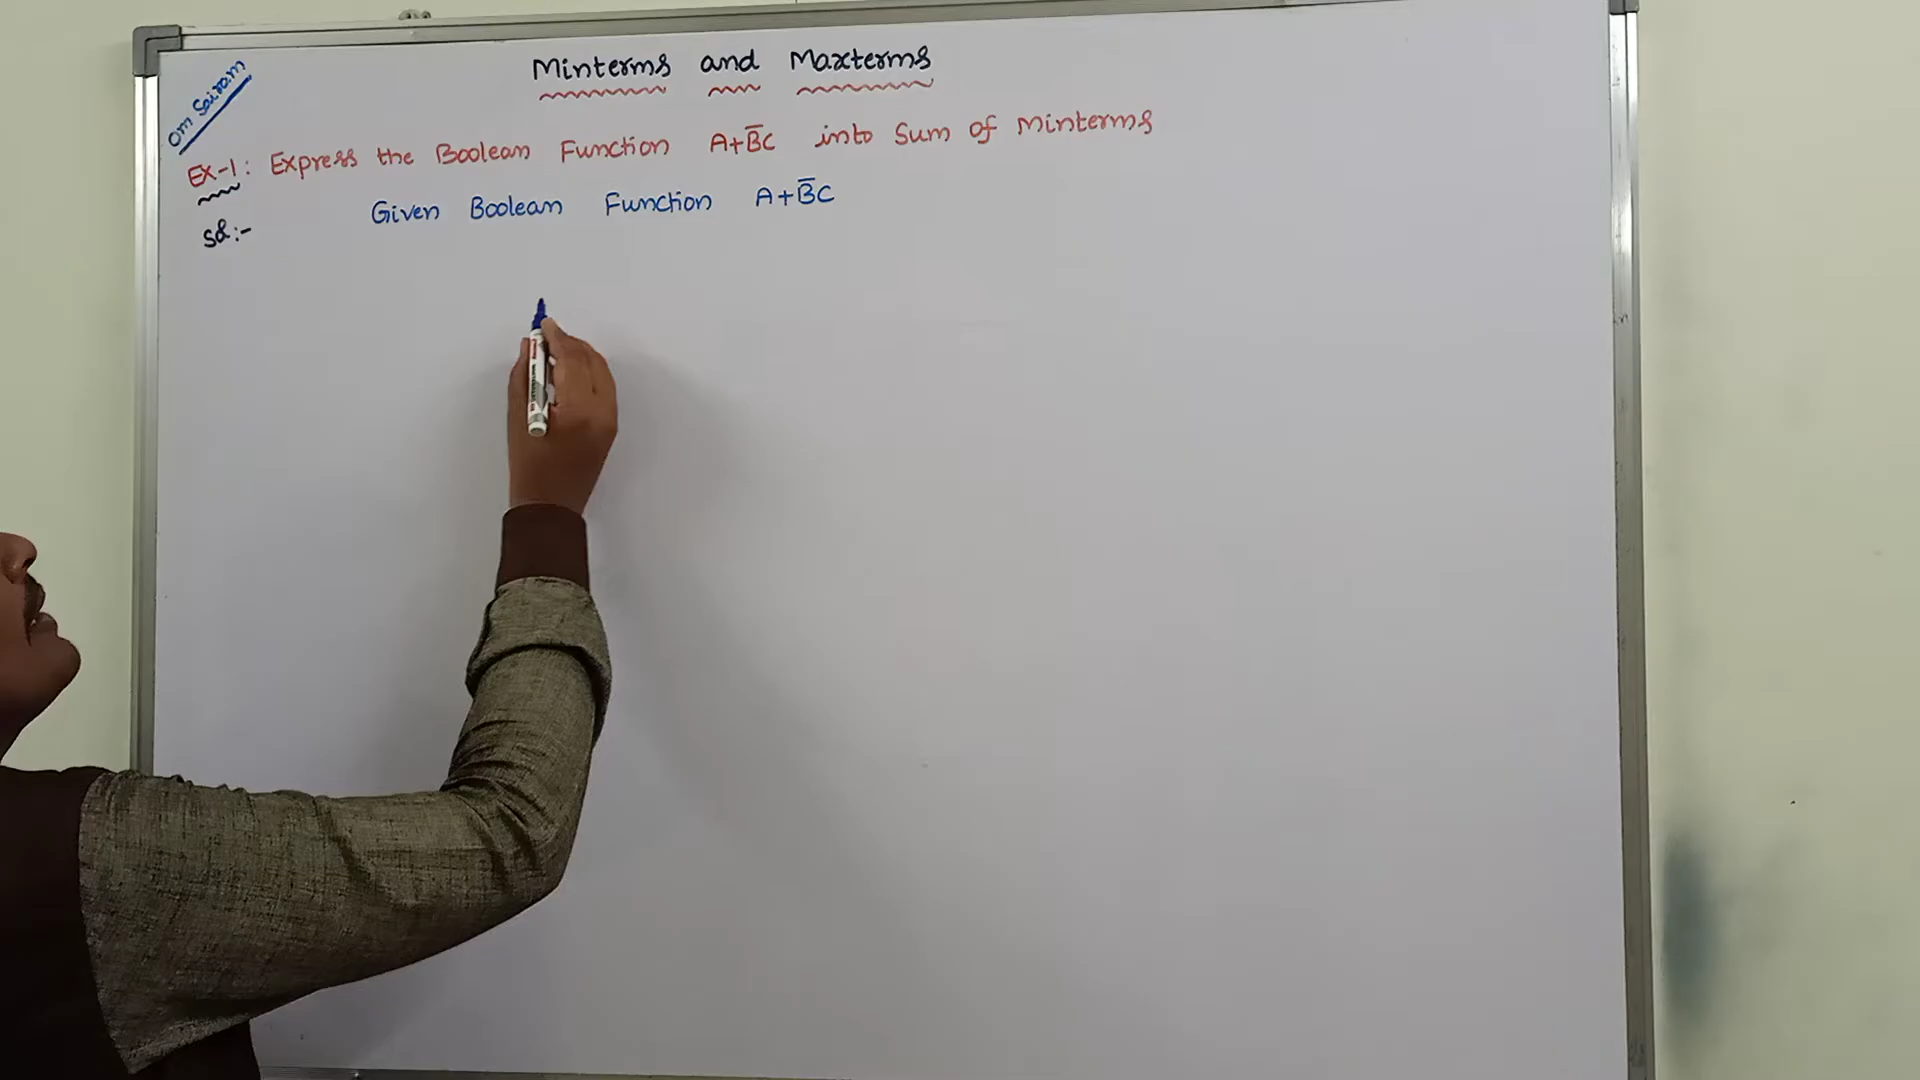 Minterms and Maxterms
Om Sairam
Ex-1: Express the Boolean Function A+B̅C into Sum of Minterms
Sol:- Given Boolean Function A+B̅C